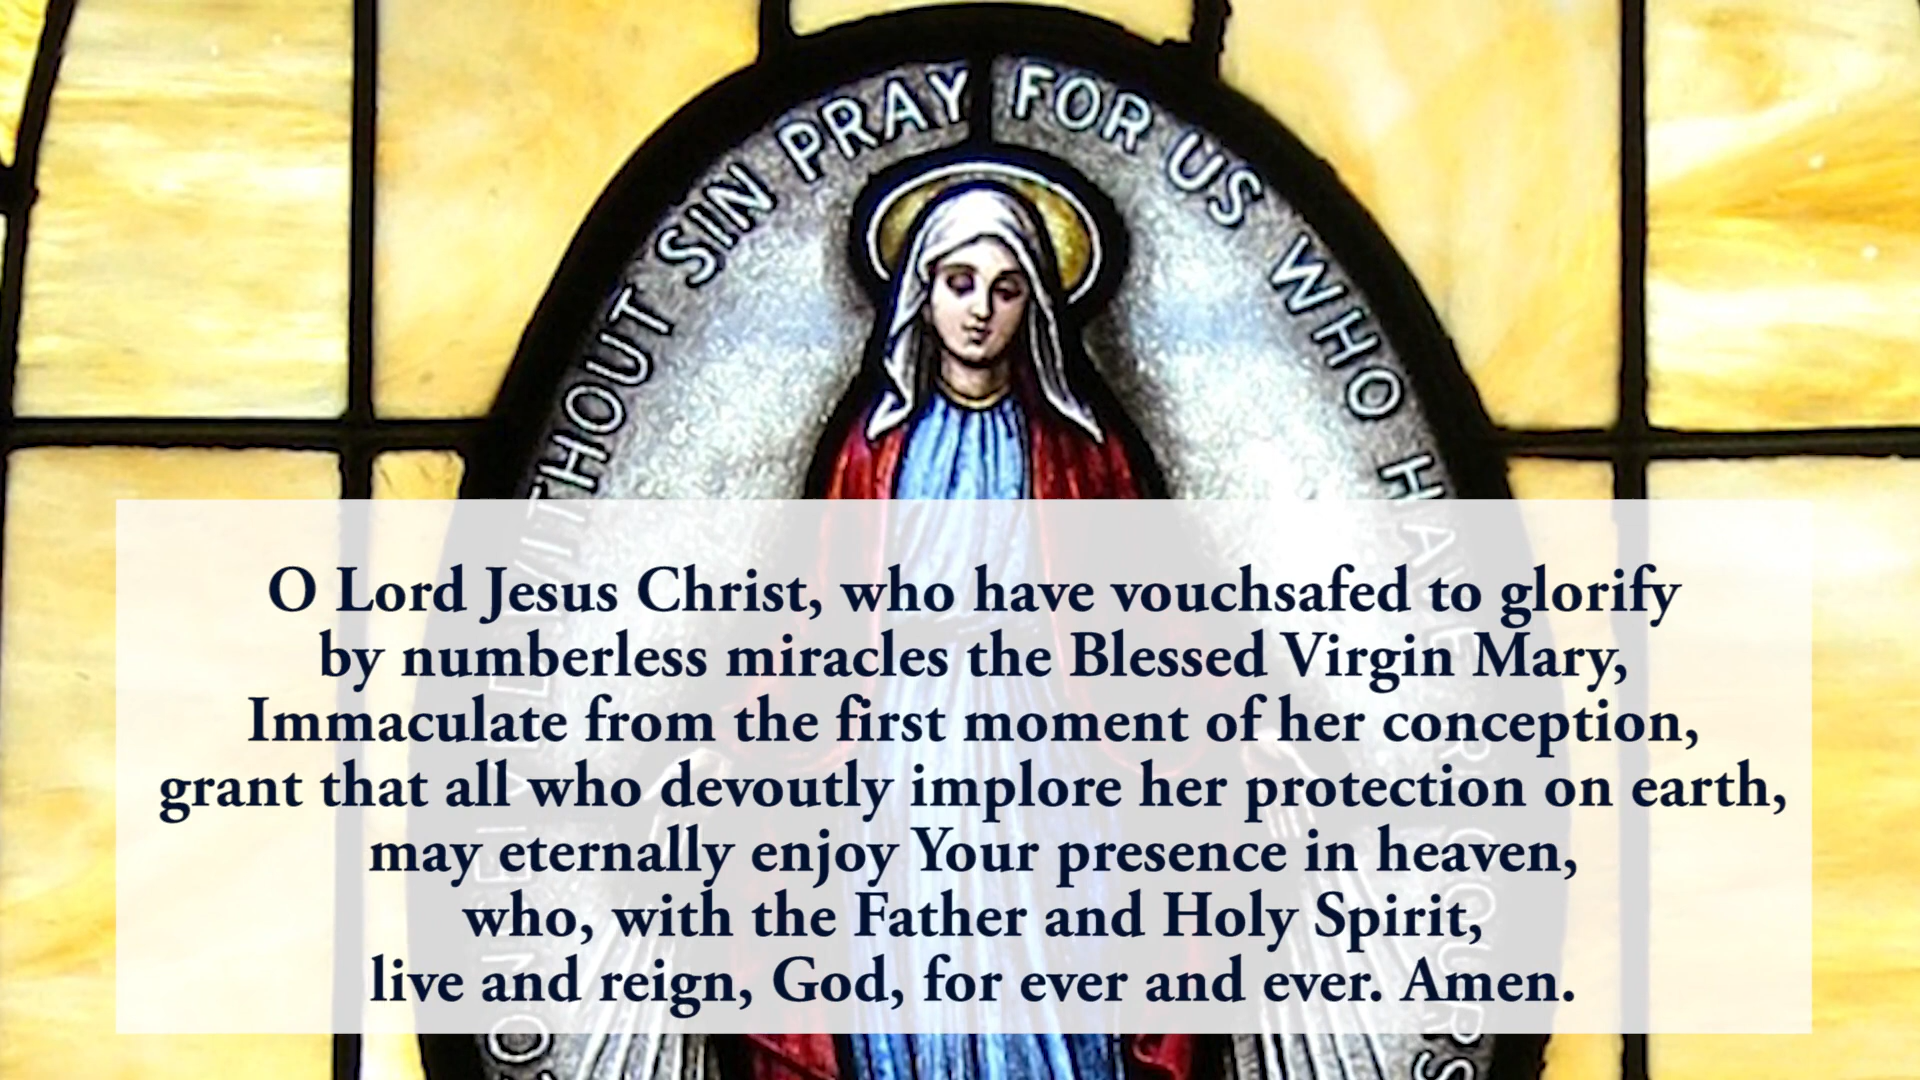 WITHOUT SIN PRAY FOR US WHO HAVE
O Lord Jesus Christ, who have vouchsafed to glorify
by numberless miracles the Blessed Virgin Mary,
Immaculate from the first moment of her conception,
grant that all who devoutly implore her protection on earth,
may eternally enjoy Your presence in heaven,
who, with the Father and Holy Spirit,
live and reign, God, for ever and ever. Amen.